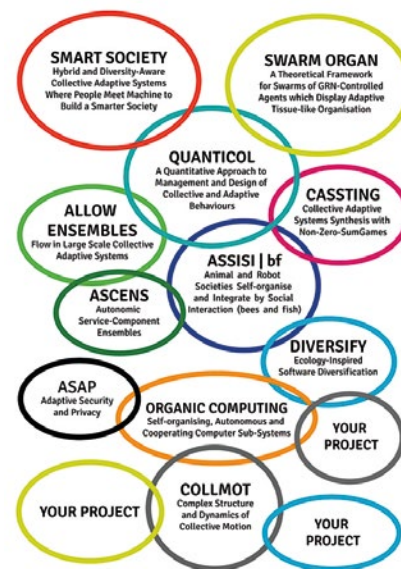 SMART SOCIETY
Hybrid and Diversity-Aware
Collective Adaptive Systems
Where People Meet Machine to
Build a Smarter Society
SWARM ORGAN
A Theoretical Framework
for Swarms of GRN-Controlled
Agents which Display Adaptive
Tissue-like Organisation
QUANTICOL
A Quantitative Approach to
Management and Design of
Collective and Adaptive
Behaviours
CASSTING
Collective Adaptive
Systems Synthesis with
Non-Zero-SumGames
ALLOW
ENSEMBLES
Flow in Large Scale Collective
Adaptive Systems
ASSISI | bf
Animal and Robot
Societies Self-organise
and Integrate by Social
Interaction (bees and fish)
ASCENS
Autonomic
Service-Component
Ensembles
DIVERSIFY
Ecology-Inspired
Software Diversification
ASAP
Adaptive Security
and Privacy
ORGANIC COMPUTING
Self-organising, Autonomous and
Cooperating Computer Sub-Systems
YOUR
PROJECT
COLLMOT
Complex Structure
and Dynamics of
Collective Motion
YOUR PROJECT
YOUR
PROJECT